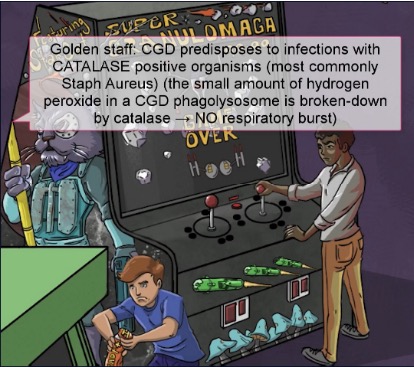 Featuring
SUPER
NULOMAGA
Golden staff: CGD predisposes to infections with
CATALASE positive organisms (most commonly
Staph Aureus) (the small amount of hydrogen
peroxide in a CGD phagolysosome is broken-down
by catalase → NO respiratory burst)
OVER